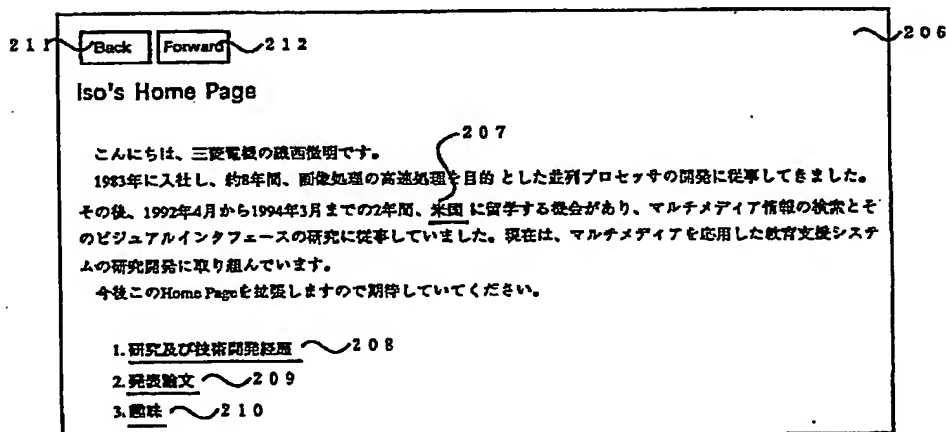 211 Back Forward 212 206
Iso's Home Page
207
こんにちは、三菱電機の磯西徹明です。
1983年に入社し、約8年間、画像処理の高速処理を目的とした並列プロセッサの開発に従事してきました。
その後、1992年4月から1994年3月までの2年間、米国に留学する機会があり、マルチメディア情報の検索とそ
のビジュアルインタフェースの研究に従事していました。現在は、マルチメディアを応用した教育支援システ
ムの研究開発に取り組んでいます。
今後このHome Pageを拡張しますので期待していてください。
1. 研究及び技術開発経歴 208
2. 発表論文 209
3. 趣味 210